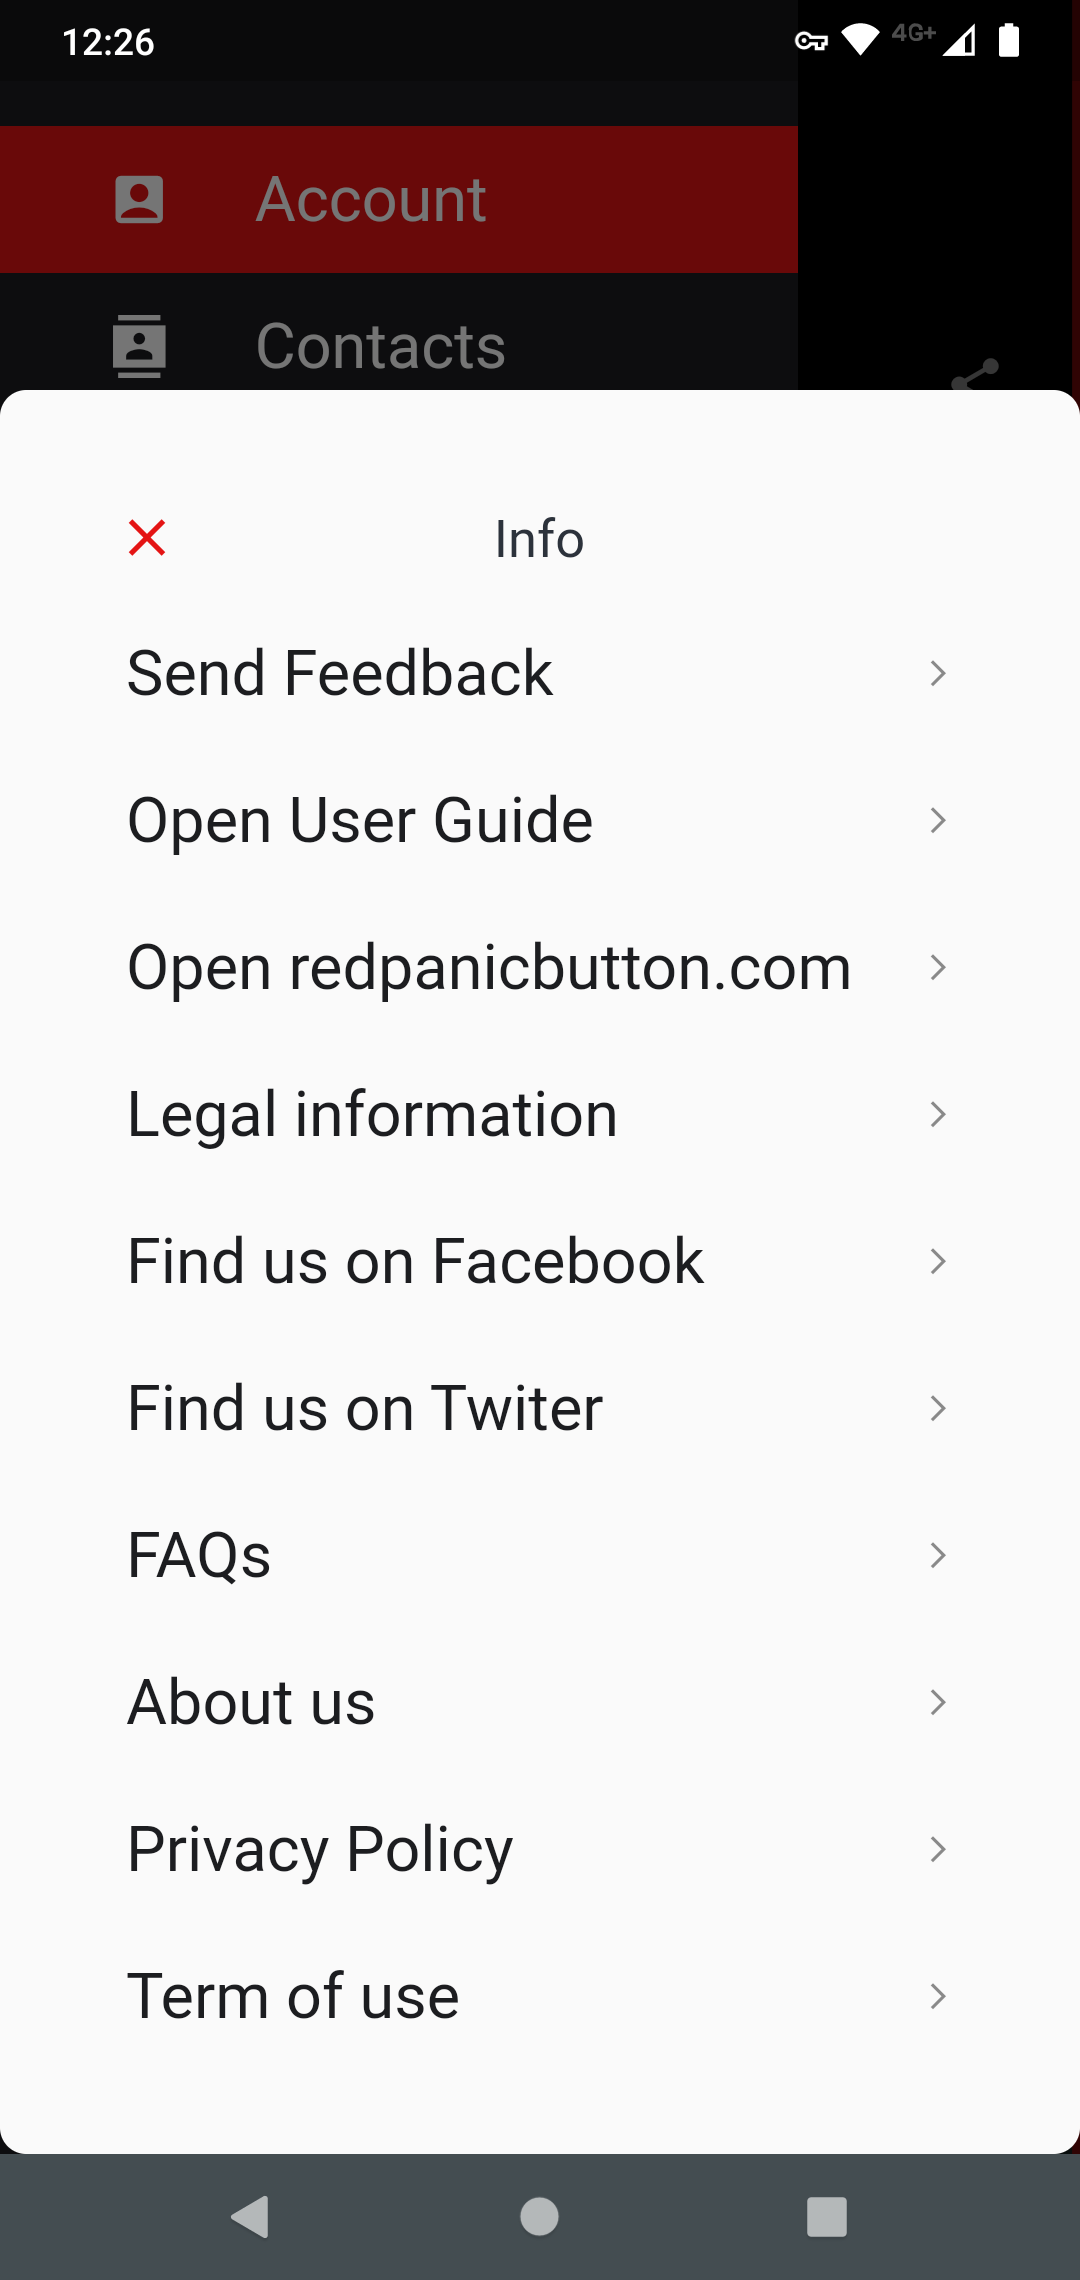 12:26
4G+
Account
Contacts
Info
Send Feedback
Open User Guide
Open redpanicbutton.com
Legal information
Find us on Facebook
Find us on Twiter
FAQs
About us
Privacy Policy
Term of use